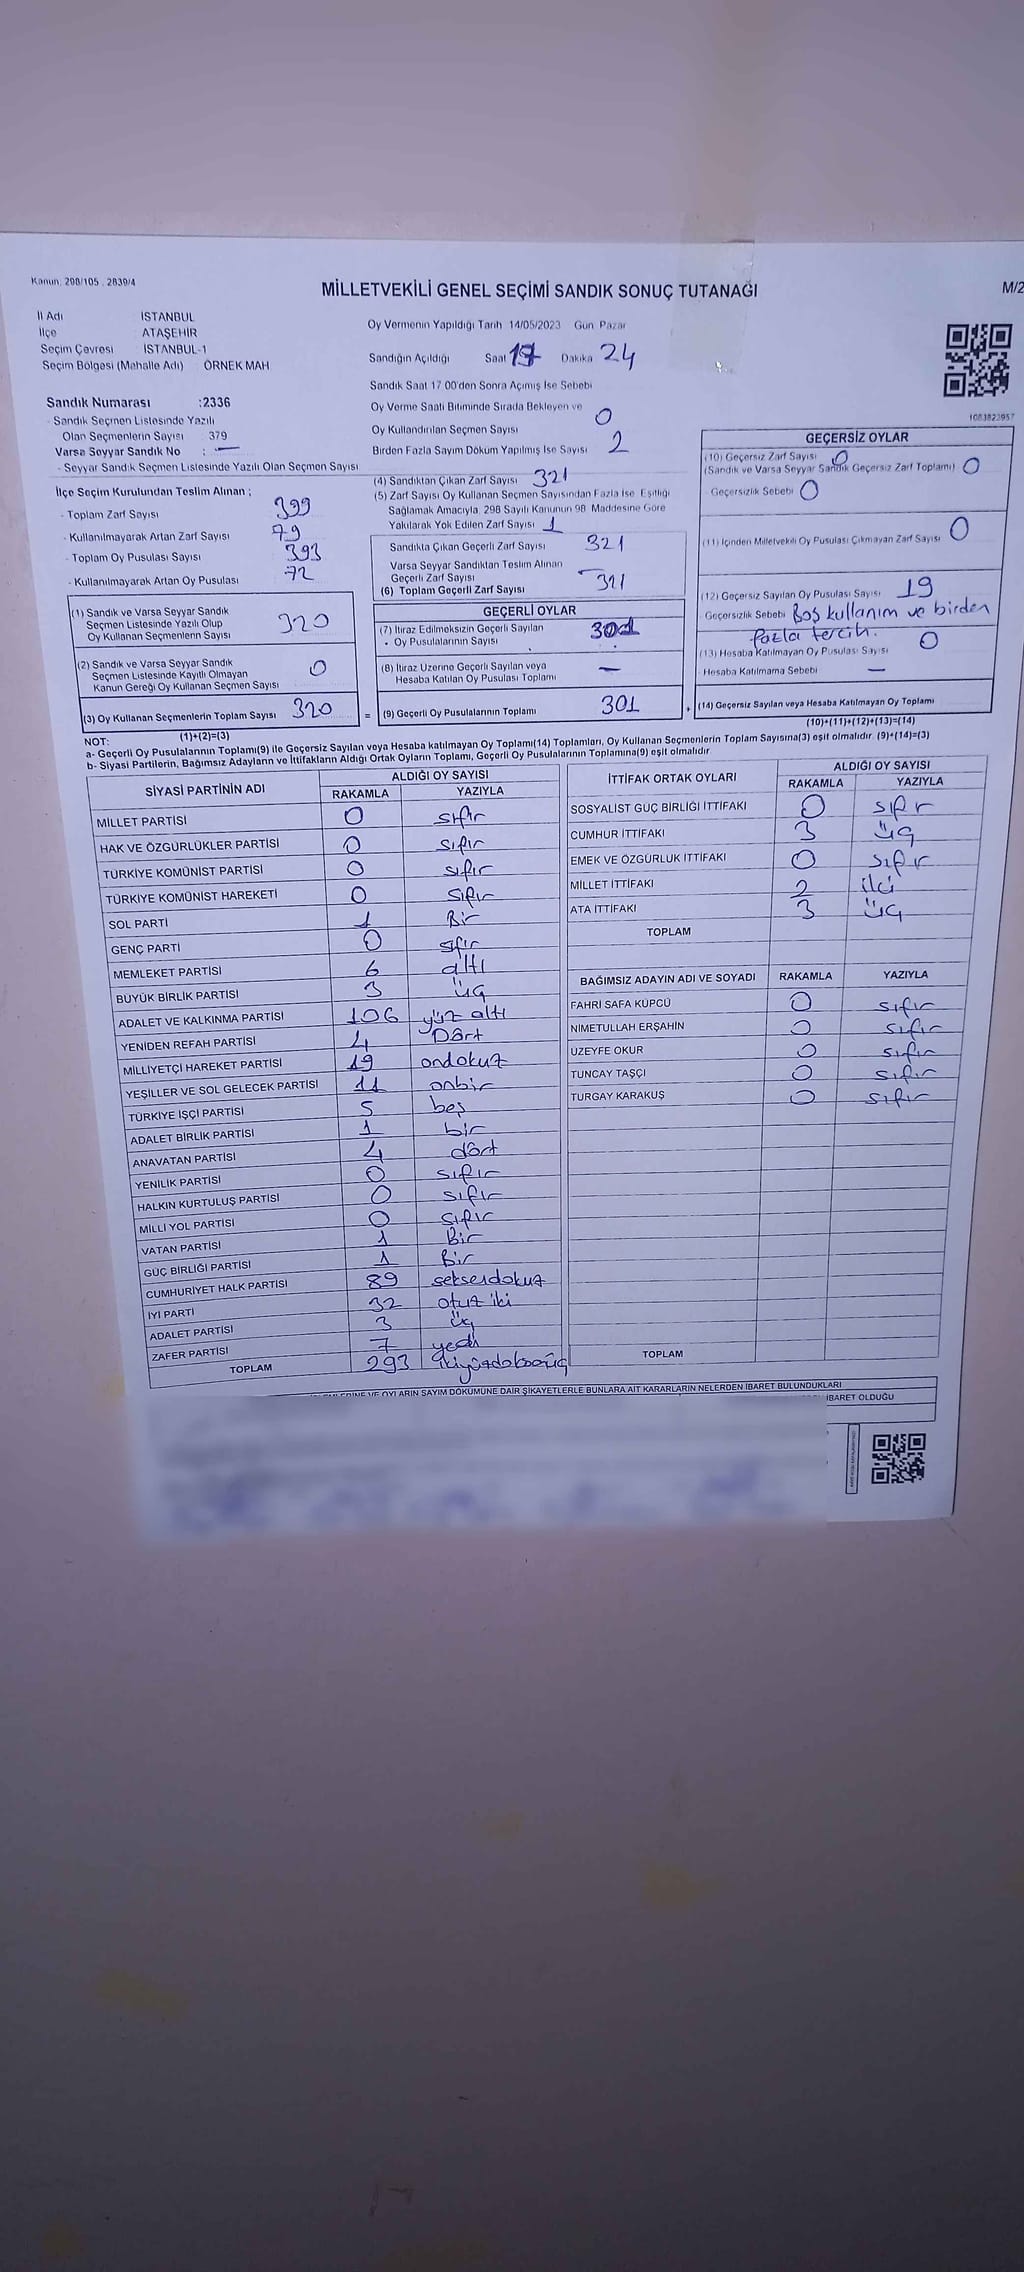 Kanun: 298/105 , 2839/4
MİLLETVEKİLİ GENEL SEÇİMİ SANDIK SONUÇ TUTANAĞI
M/2
İl Adı İSTANBUL
İlçe ATAŞEHİR
Seçim Çevresi İSTANBUL-1
Seçim Bölgesi (Mahalle Adı) ÖRNEK MAH
Oy Vermenin Yapıldığı Tarih 14/05/2023 Gün Pazar
Sandığın Açıldığı Saat 17 Dakika 24
Sandık Saat 17 00'den Sonra Açımış İse Sebebi
Oy Verme Saati Bitiminde Sırada Bekleyen ve
Oy Kullandırılan Seçmen Sayısı 0
Birden Fazla Sayım Döküm Yapılmış İse Sayısı 2
1083823957
Sandık Numarası :2336
- Sandık Seçmen Listesinde Yazılı
Olan Seçmenlerin Sayısı : 379
Varsa Seyyar Sandık No : —
- Seyyar Sandık Seçmen Listesinde Yazılı Olan Seçmen Sayısı
İlçe Seçim Kurulundan Teslim Alınan ;
- Toplam Zarf Sayısı 399
- Kullanılmayarak Artan Zarf Sayısı 79
- Toplam Oy Pusulası Sayısı 393
- Kullanılmayarak Artan Oy Pusulası 72
(1) Sandık ve Varsa Seyyar Sandık
Seçmen Listesinde Yazılı Olup
Oy Kullanan Seçmenlerin Sayısı 320
(2) Sandık ve Varsa Seyyar Sandık
Seçmen Listesinde Kayıtlı Olmayan
Kanun Gereği Oy Kullanan Seçmen Sayısı 0
(3) Oy Kullanan Seçmenlerin Toplam Sayısı 320
(1)+(2)=(3)
(4) Sandıktan Çıkan Zarf Sayısı 321
(5) Zarf Sayısı Oy Kullanan Seçmen Sayısından Fazla İse Eşitliği
Sağlamak Amacıyla, 298 Sayılı Kanunun 98 Maddesine Göre
Yakılarak Yok Edilen Zarf Sayısı 1
Sandıkta Çıkan Geçerli Zarf Sayısı 321
Varsa Seyyar Sandıktan Teslim Alınan
Geçerli Zarf Sayısı —
(6) Toplam Geçerli Zarf Sayısı 321
GEÇERLİ OYLAR
(7) İtiraz Edilmeksizin Geçerli Sayılan
Oy Pusulalarının Sayısı 301
(8) İtiraz Üzerine Geçerli Sayılan veya
Hesaba Katılan Oy Pusulası Toplamı —
= (9) Geçerli Oy Pusulalarının Toplamı 301
GEÇERSİZ OYLAR
(10) Geçersiz Zarf Sayısı 0
(Sandık ve Varsa Seyyar Sandık Geçersiz Zarf Toplamı) 0
Geçersizlik Sebebi 0
(11) İçinden Milletvekili Oy Pusulası Çıkmayan Zarf Sayısı 0
(12) Geçersiz Sayılan Oy Pusulası Sayısı 19
Geçersizlik Sebebi Boş kullanım ve birden
fazla tercih.
(13) Hesaba Katılmayan Oy Pusulası Sayısı 0
Hesaba Katılmama Sebebi —
+ (14) Geçersiz Sayılan veya Hesaba Katılmayan Oy Toplamı
(10)+(11)+(12)+(13)=(14)
NOT:
a- Geçerli Oy Pusulalarının Toplamı(9) ile Geçersiz Sayılan veya Hesaba katılmayan Oy Toplamı(14) Toplamları, Oy Kullanan Seçmenlerin Toplam Sayısına(3) eşit olmalıdır. (9)+(14)=(3)
b- Siyasi Partilerin, Bağımsız Adayların ve İttifakların Aldığı Ortak Oyların Toplamı, Geçerli Oy Pusulalarının Toplamına(9) eşit olmalıdır
SİYASİ PARTİNİN ADI ALDIĞI OY SAYISI
RAKAMLA YAZIYLA
MİLLET PARTİSİ 0 sıfır
HAK VE ÖZGÜRLÜKLER PARTİSİ 0 sıfır
TÜRKİYE KOMÜNİST PARTİSİ 0 sıfır
TÜRKİYE KOMÜNİST HAREKETİ 0 sıfır
SOL PARTİ 1 Bir
GENÇ PARTİ 0 sıfır
MEMLEKET PARTİSİ 6 altı
BÜYÜK BİRLİK PARTİSİ 3 üç
ADALET VE KALKINMA PARTİSİ 106 yüz altı
YENİDEN REFAH PARTİSİ 4 Dört
MİLLİYETÇİ HAREKET PARTİSİ 19 ondokuz
YEŞİLLER VE SOL GELECEK PARTİSİ 11 onbir
TÜRKİYE İŞÇİ PARTİSİ 5 beş
ADALET BİRLİK PARTİSİ 1 bir
ANAVATAN PARTİSİ 4 dört
YENİLİK PARTİSİ 0 sıfır
HALKIN KURTULUŞ PARTİSİ 0 sıfır
MİLLİ YOL PARTİSİ 0 sıfır
VATAN PARTİSİ 1 Bir
GÜÇ BİRLİĞİ PARTİSİ 1 Bir
CUMHURİYET HALK PARTİSİ 89 seksendokuz
İYİ PARTİ 32 otuz iki
ADALET PARTİSİ 3 üç
ZAFER PARTİSİ 7 yedi
TOPLAM 293 ikiyüzdoksanüç
İTTİFAK ORTAK OYLARI ALDIĞI OY SAYISI
RAKAMLA YAZIYLA
SOSYALİST GÜÇ BİRLİĞİ İTTİFAKI 0 sıfır
CUMHUR İTTİFAKI 3 üç
EMEK VE ÖZGÜRLÜK İTTİFAKI 0 sıfır
MİLLET İTTİFAKI 2 iki
ATA İTTİFAKI 3 üç
TOPLAM
BAĞIMSIZ ADAYIN ADI VE SOYADI RAKAMLA YAZIYLA
FAHRİ SAFA KÜPCÜ 0 sıfır
NİMETULLAH ERŞAHİN 0 sıfır
ÜZEYFE OKUR 0 sıfır
TUNCAY TAŞÇI 0 sıfır
TURGAY KARAKUŞ 0 sıfır
TOPLAM
VE OYLARIN SAYIM DÖKÜMÜNE DAİR ŞİKAYETLERLE BUNLARA AİT KARARLARIN NELERDEN İBARET BULUNDUKLARI
İBARET OLDUĞU